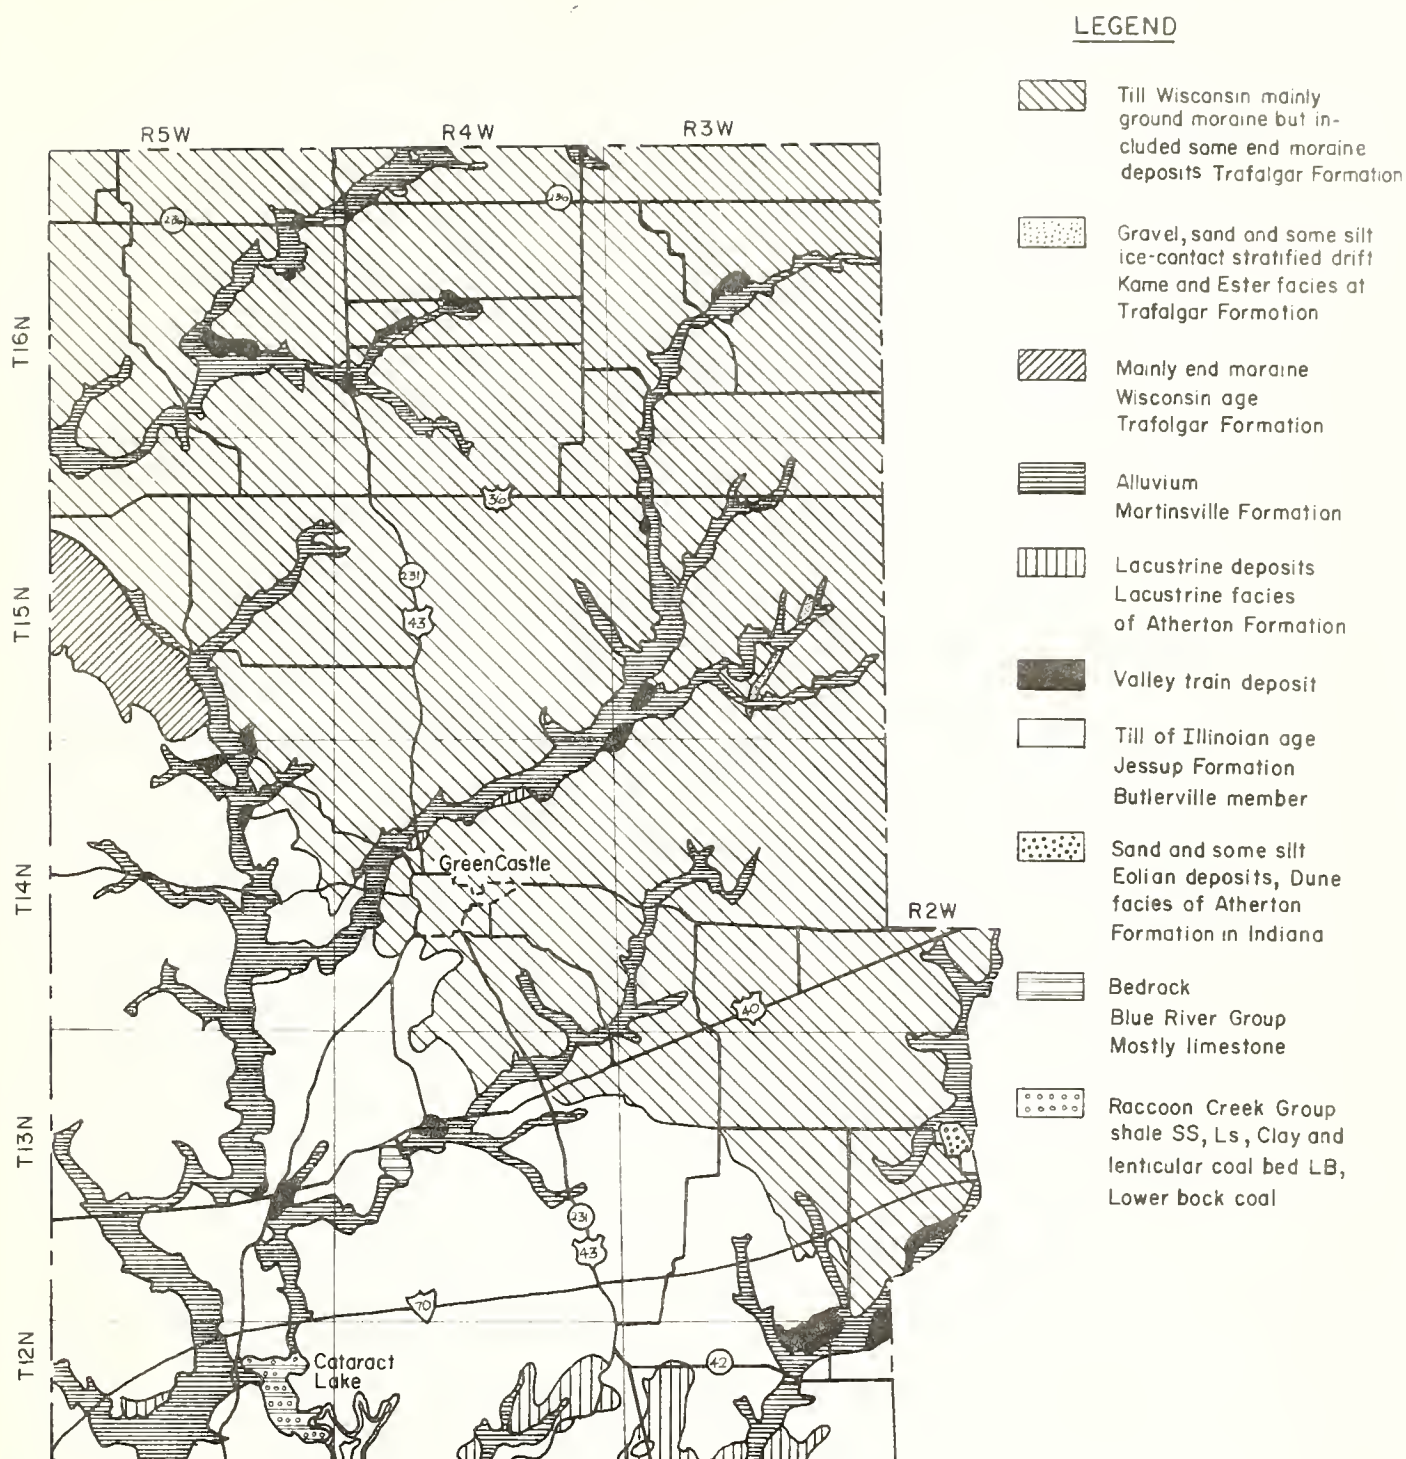 LEGEND
Till Wisconsin mainly
ground moraine but in-
cluded some end moraine
deposits Trafalgar Formation
Gravel, sand and some silt
ice-contact stratified drift
Kame and Ester facies at
Trafalgar Formation
Mainly end moraine
Wisconsin age
Trafolgar Formation
Alluvium
Martinsville Formation
Lacustrine deposits
Lacustrine facies
of Atherton Formation
Valley train deposit
Till of Illinoian age
Jessup Formation
Butlerville member
Sand and some silt
Eolian deposits, Dune
facies of Atherton
Formation in Indiana
Bedrock
Blue River Group
Mostly limestone
Raccoon Creek Group
shale SS, Ls, Clay and
lenticular coal bed LB,
Lower bock coal
R5W
R4W
R3W
236
236
T16N
36
231
43
T15N
GreenCastle
T14N
R2W
40
T13N
231
43
70
T12N
42
Cataract
Lake